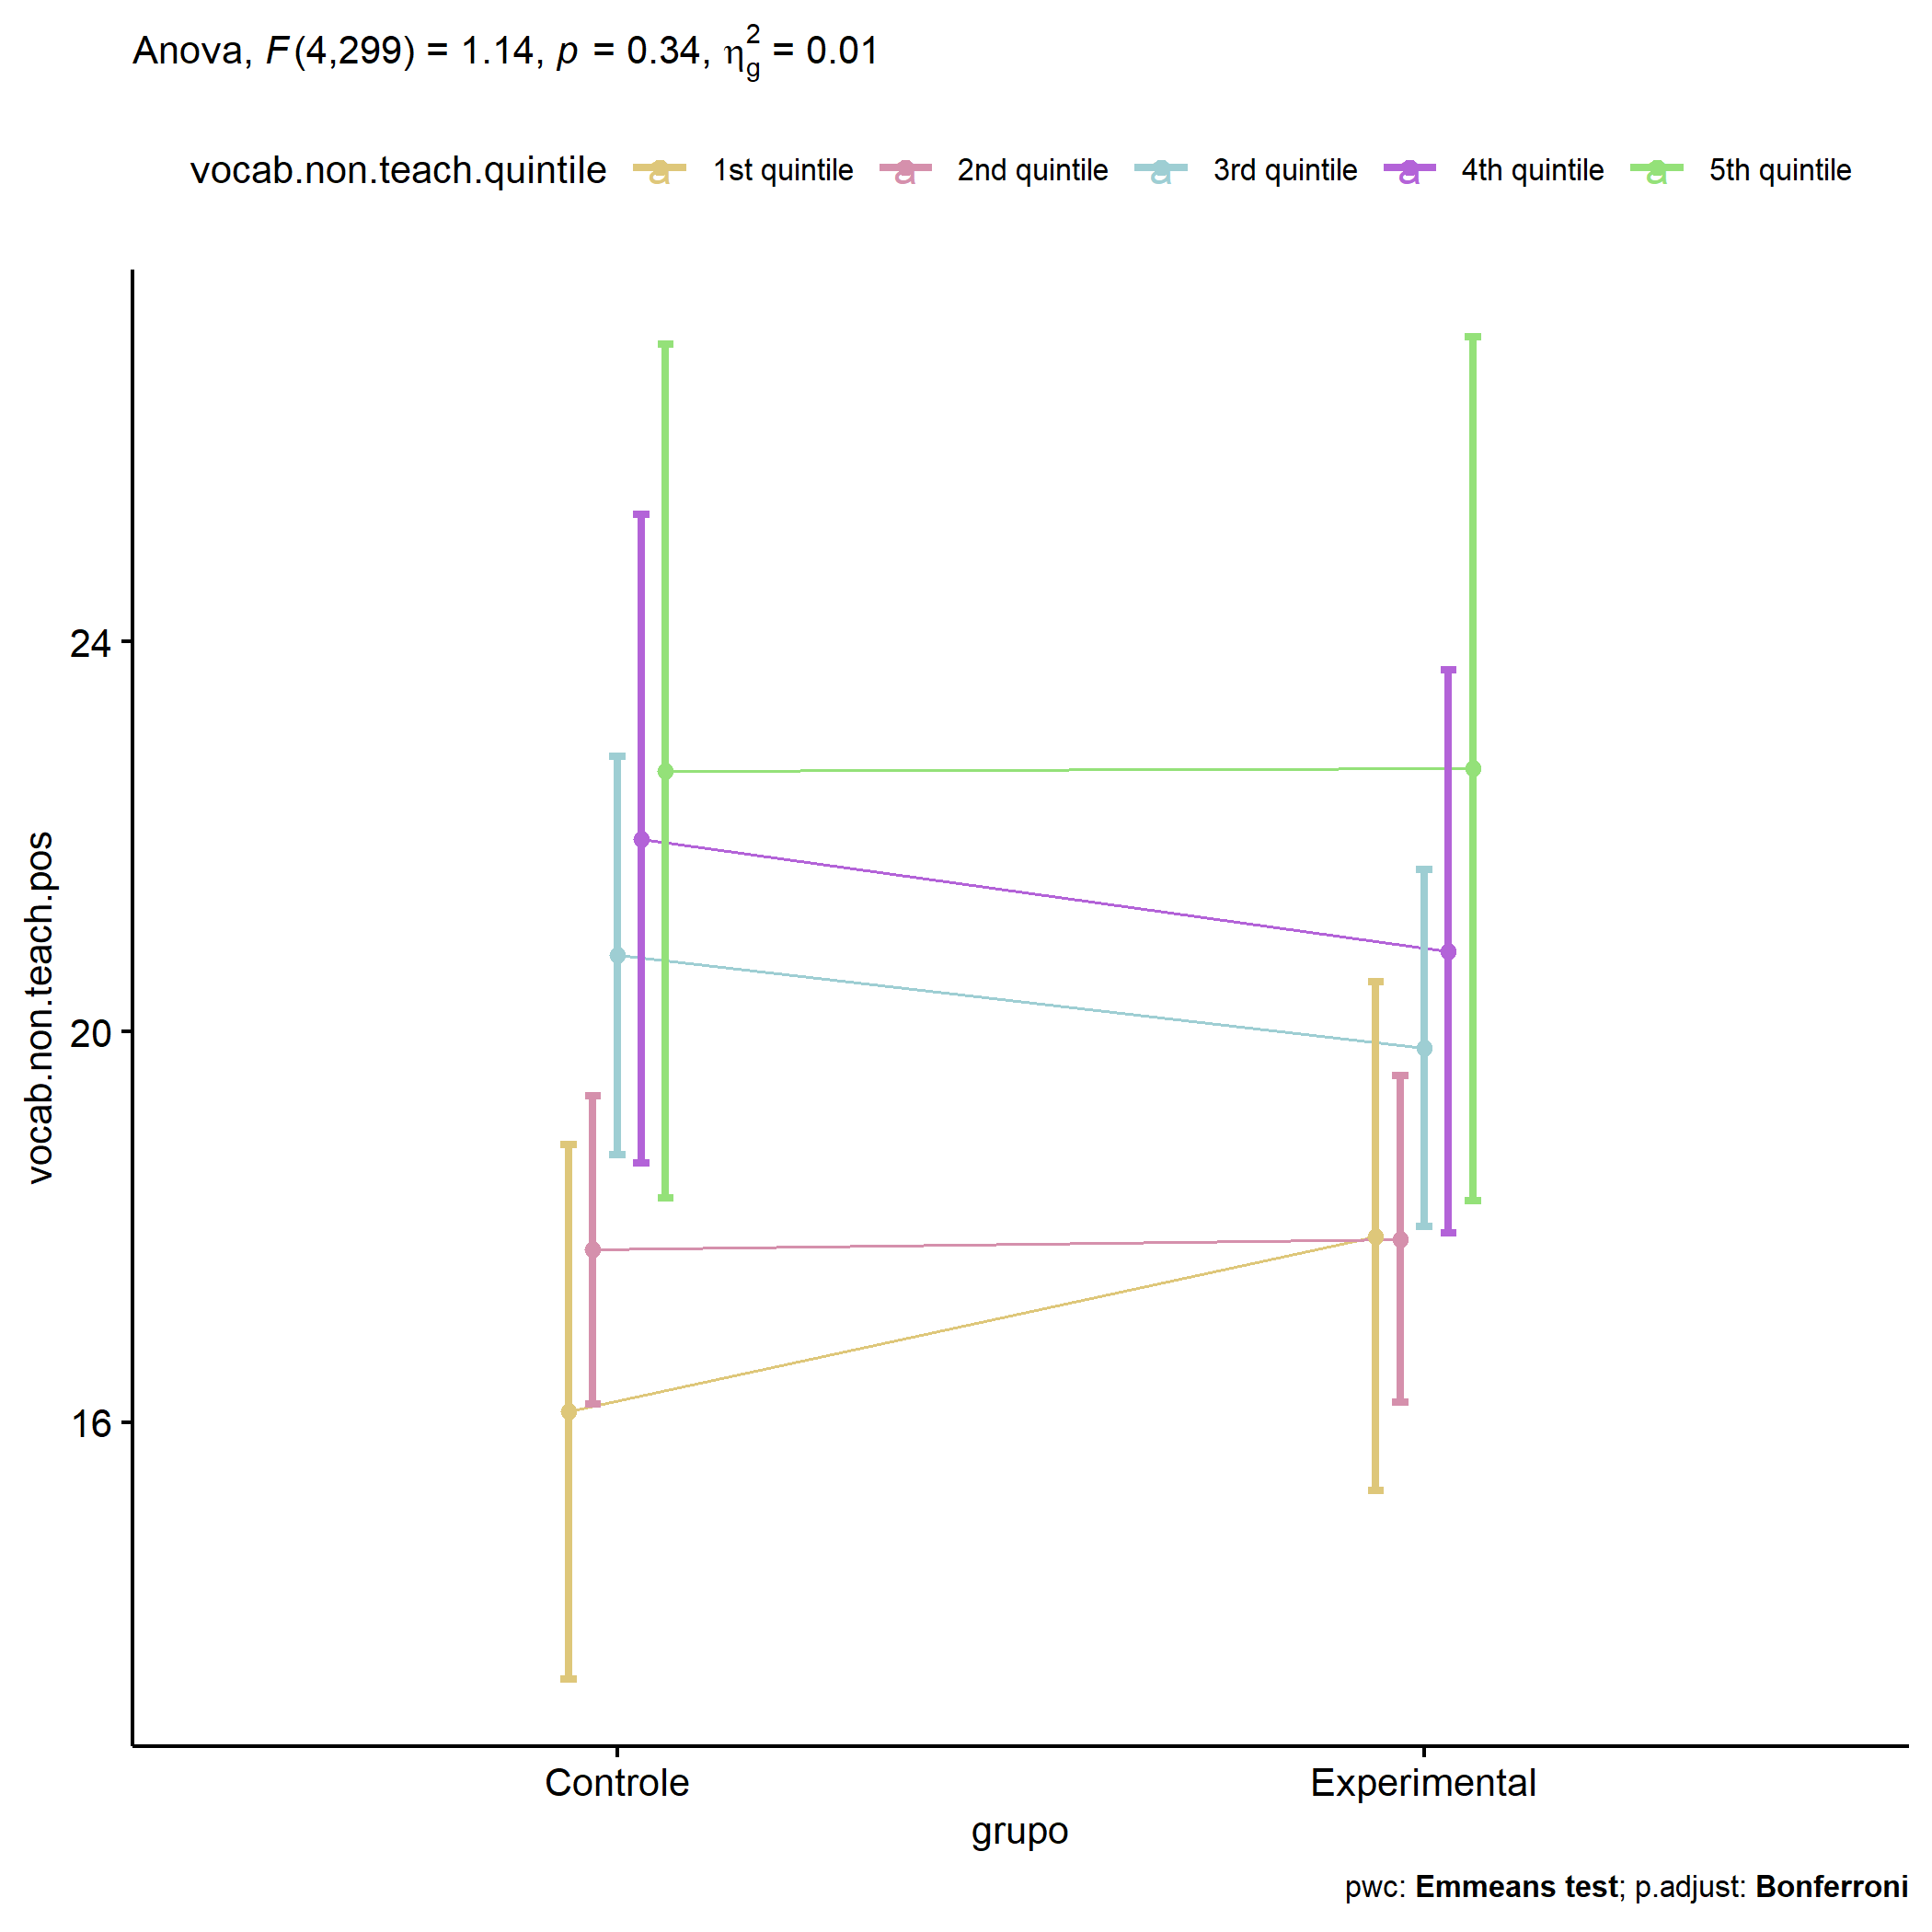 Anova, F(4,299) = 1.14, p = 0.34, η²g = 0.01
vocab.non.teach.quintile a 1st quintile a 2nd quintile a 3rd quintile a 4th quintile a 5th quintile
vocab.non.teach.pos
24
20
16
Controle Experimental
grupo
pwc: Emmeans test; p.adjust: Bonferroni